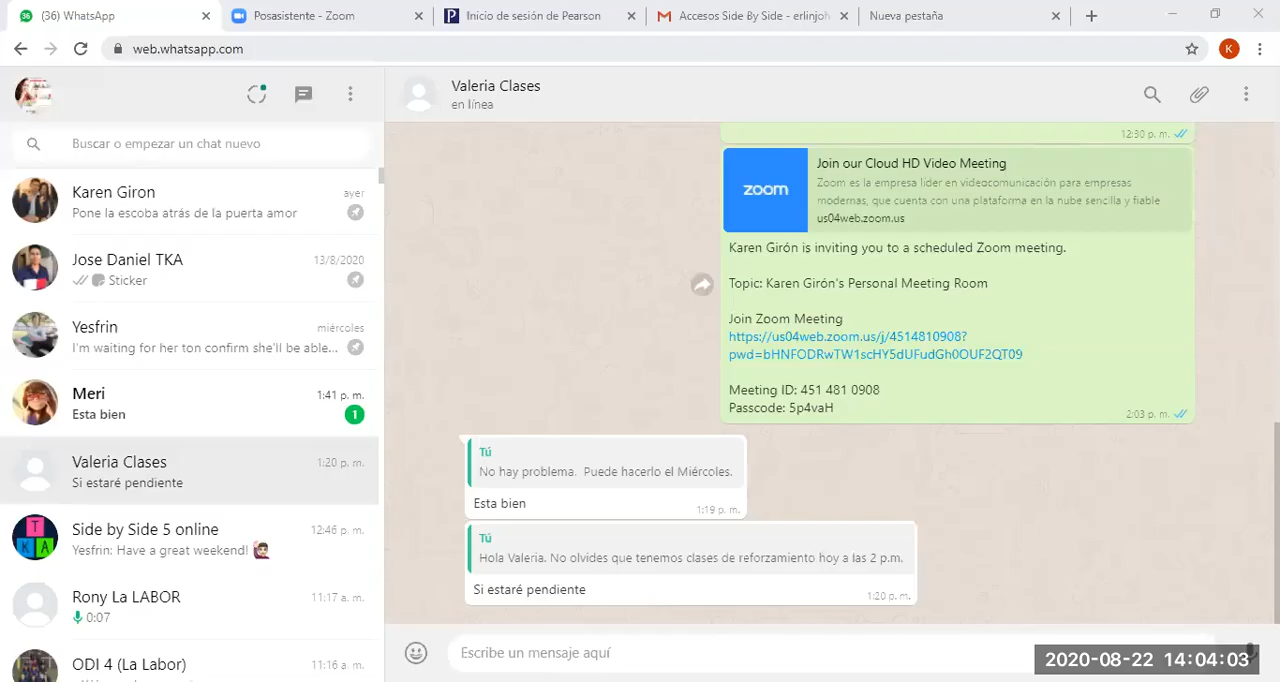 (36) WhatsApp
Posasistente - Zoom
Inicio de sesión de Pearson
Accesos Side By Side - erlinjoh
Nueva pestaña
web.whatsapp.com
K
Buscar o empezar un chat nuevo
Karen Giron
ayer
Pone la escoba atrás de la puerta amor
Jose Daniel TKA
13/8/2020
Sticker
Yesfrin
miércoles
I'm waiting for her ton confirm she'll be able...
Meri
1:41 p. m.
Esta bien
1
Valeria Clases
1:20 p. m.
Si estaré pendiente
Side by Side 5 online
12:46 p. m.
Yesfrin: Have a great weekend! 🙋🏻
Rony La LABOR
11:17 a. m.
0:07
ODI 4 (La Labor)
11:16 a. m.
Valeria Clases
en línea
12:30 p. m.
zoom
Join our Cloud HD Video Meeting
Zoom es la empresa líder en videocomunicación para empresas
modernas, que cuenta con una plataforma en la nube sencilla y fiable
us04web.zoom.us
Karen Girón is inviting you to a scheduled Zoom meeting.
Topic: Karen Girón's Personal Meeting Room
Join Zoom Meeting
https://us04web.zoom.us/j/4514810908?
pwd=bHNFODRwTW1scHY5dUFudGh0OUF2QT09
Meeting ID: 451 481 0908
Passcode: 5p4vaH
2:03 p. m.
Tú
No hay problema.  Puede hacerlo el Miércoles.
Esta bien
1:19 p. m.
Tú
Hola Valeria. No olvides que tenemos clases de reforzamiento hoy a las 2 p.m.
Si estaré pendiente
1:20 p. m.
Escribe un mensaje aquí
2020-08-22 14:04:03